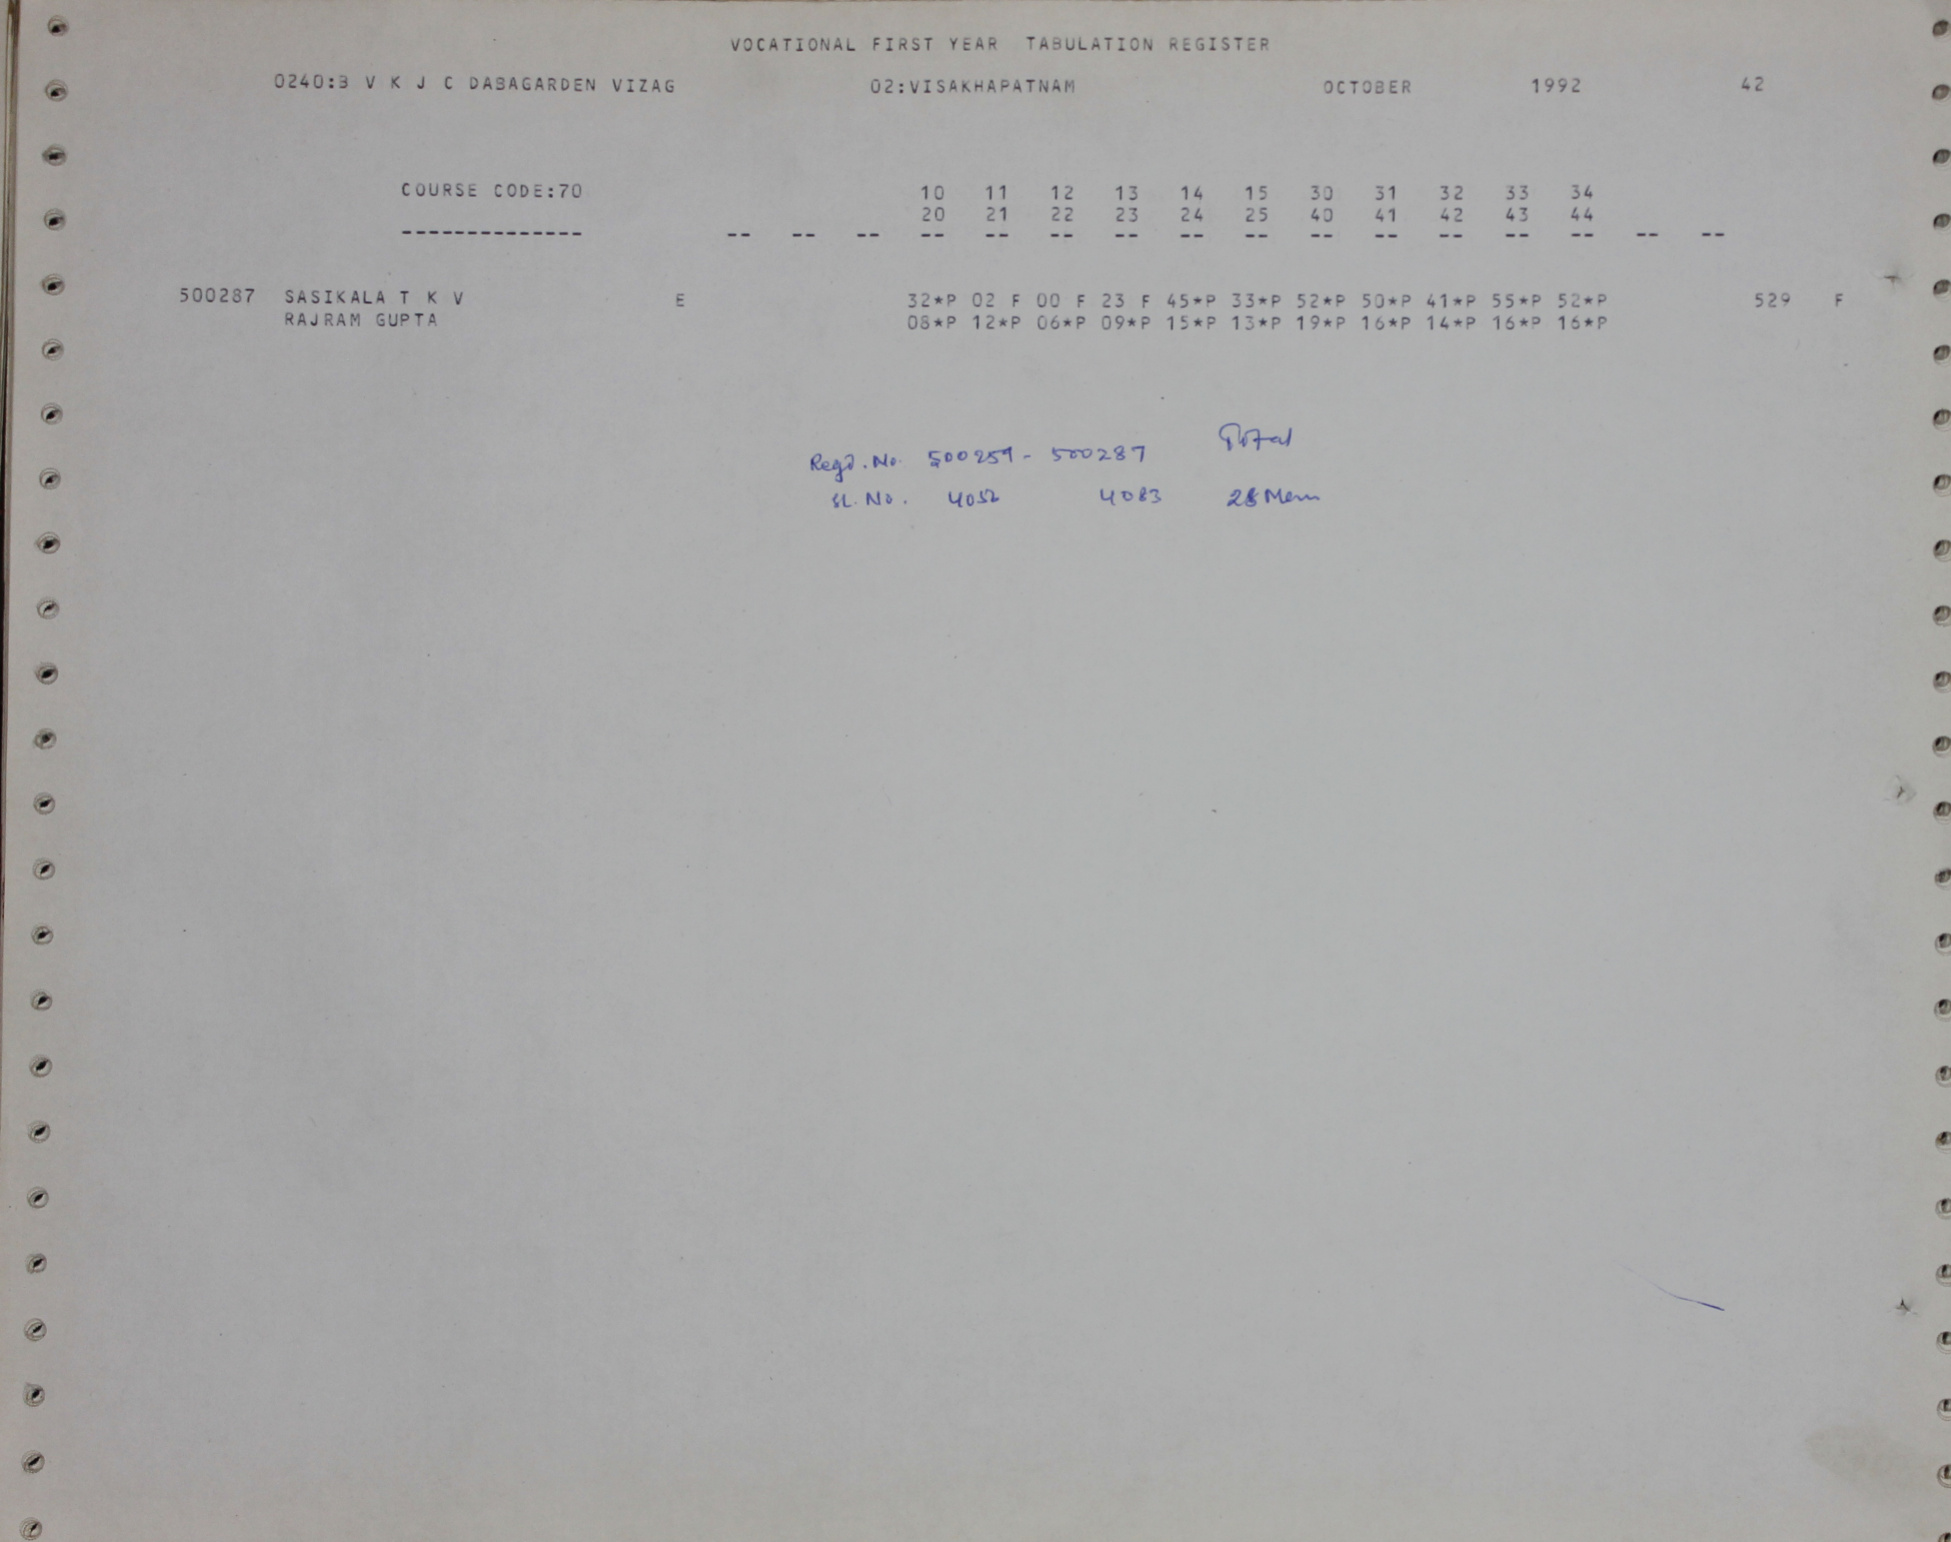 VOCATIONAL FIRST YEAR TABULATION REGISTER
0240:B V K J C DABAGARDEN VIZAG 02:VISAKHAPATNAM OCTOBER 1992 42
COURSE CODE:70 10 11 12 13 14 15 30 31 32 33 34
20 21 22 23 24 25 40 41 42 43 44
-------------- -- -- -- -- -- -- -- -- -- -- -- -- -- -- -- --
500287 SASIKALA T K V E 32*P 02 F 00 F 23 F 45*P 33*P 52*P 50*P 41*P 55*P 52*P 529 F
RAJRAM GUPTA 08*P 12*P 06*P 09*P 15*P 13*P 19*P 16*P 14*P 16*P 16*P
Total
Regd. No. 500259 - 500287
SL. No. 4052 4083 28